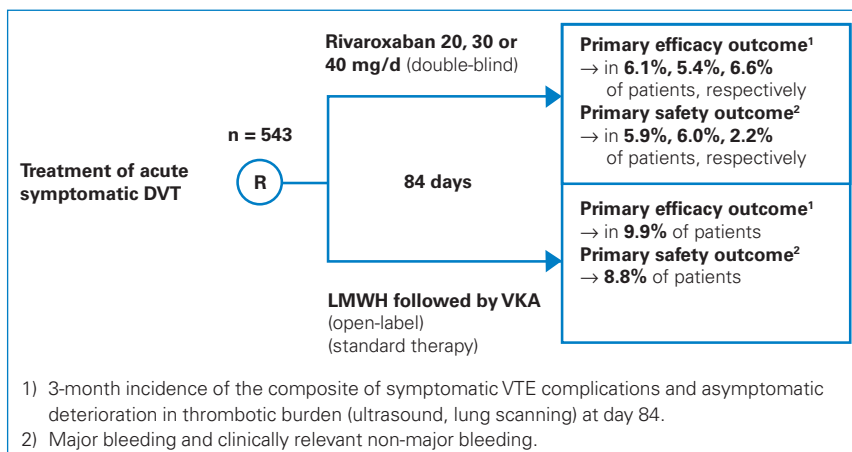 Rivaroxaban 20, 30 or
40 mg/d (double-blind)
Primary efficacy outcome¹
→ in 6.1%, 5.4%, 6.6%
of patients, respectively
Primary safety outcome²
→ in 5.9%, 6.0%, 2.2%
of patients, respectively
n = 543
Treatment of acute
symptomatic DVT
R
84 days
Primary efficacy outcome¹
→ in 9.9% of patients
Primary safety outcome²
→ 8.8% of patients
LMWH followed by VKA
(open-label)
(standard therapy)
1) 3-month incidence of the composite of symptomatic VTE complications and asymptomatic
deterioration in thrombotic burden (ultrasound, lung scanning) at day 84.
2) Major bleeding and clinically relevant non-major bleeding.